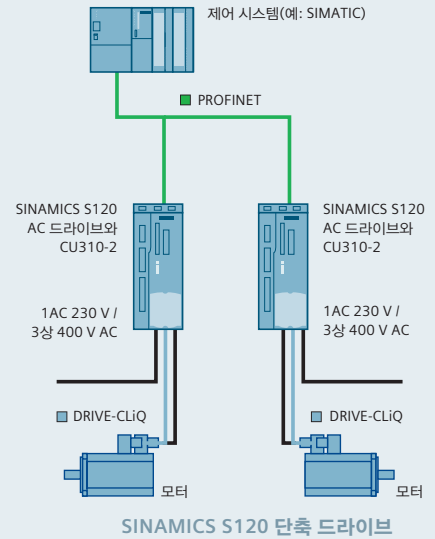 제어 시스템(예: SIMATIC)
PROFINET
SINAMICS S120
AC 드라이브와
CU310-2
SINAMICS S120
AC 드라이브와
CU310-2
1AC 230 V /
3상 400 V AC
1AC 230 V /
3상 400 V AC
DRIVE-CLiQ
DRIVE-CLiQ
모터
모터
SINAMICS S120 단축 드라이브